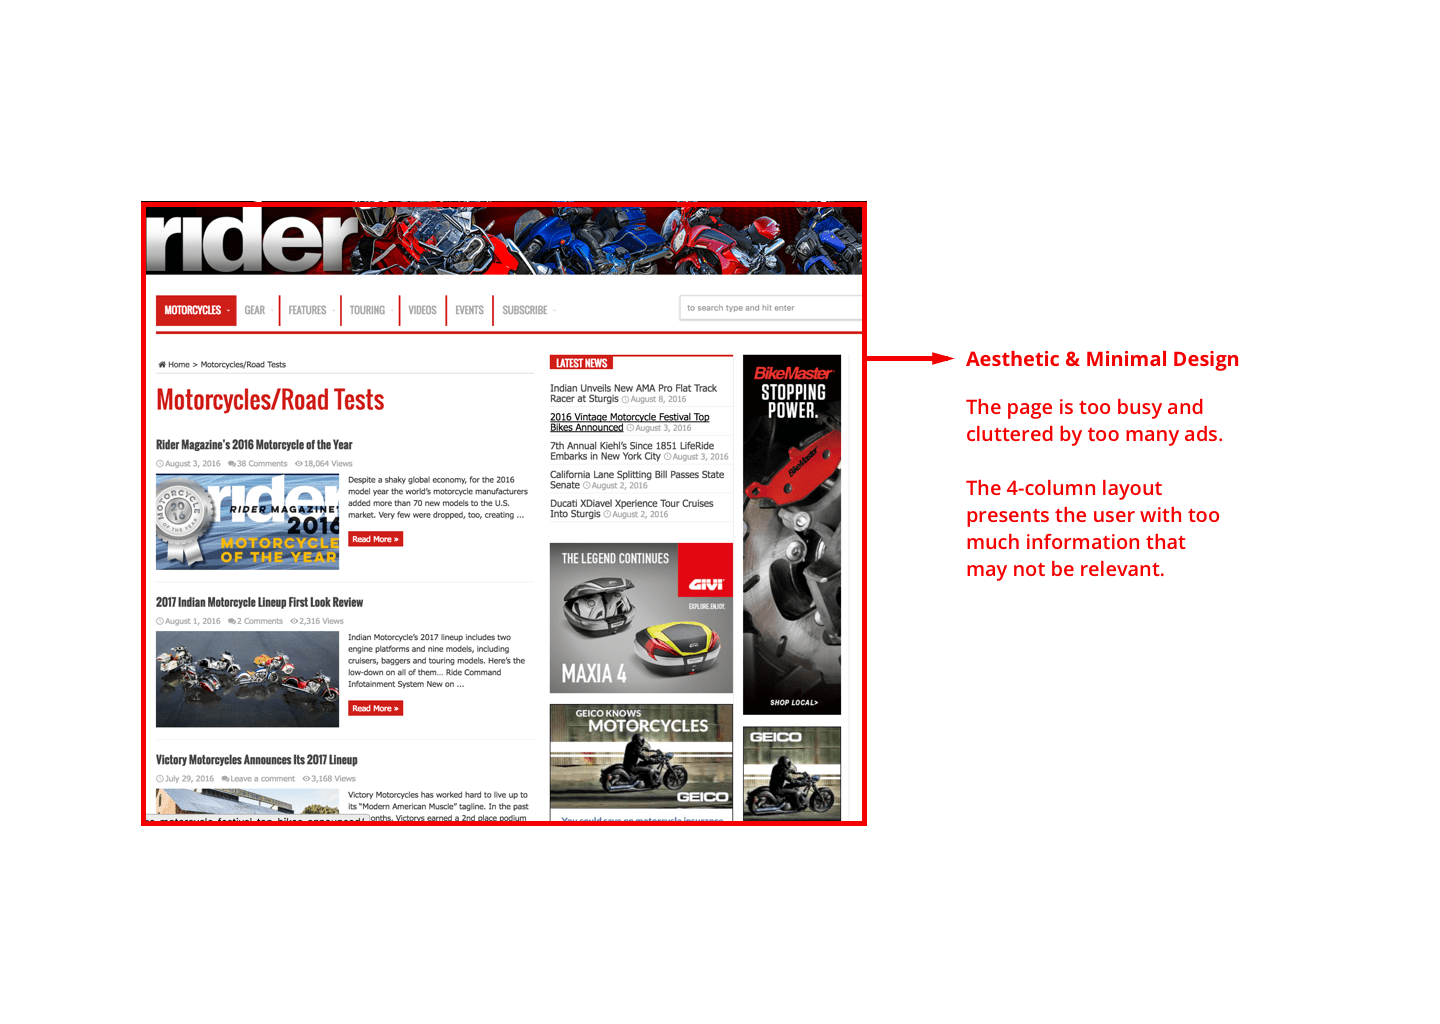 rider
MOTORCYCLES
GEAR
FEATURES
TOURING
VIDEOS
EVENTS
SUBSCRIBE
to search type and hit enter
Home > Motorcycles/Road Tests
Motorcycles/Road Tests
Rider Magazine's 2016 Motorcycle of the Year
August 3, 2016 38 Comments 18,064 Views
rider
RIDER MAGAZINE'
2016
MOTORCYCLE
OF THE YEAR
MOTORCYCLE
2016
OF THE YEAR
Despite a shaky global economy, for the 2016
model year the world's motorcycle manufacturers
added more than 70 new models to the U.S.
market. Very few were dropped, too, creating ...
Read More »
2017 Indian Motorcycle Lineup First Look Review
August 1, 2016 2 Comments 2,316 Views
Indian Motorcycle's 2017 lineup includes two
engine platforms and nine models, including
cruisers, baggers and touring models. Here's the
low-down on all of them... Ride Command
Infotainment System New on ...
Read More »
Victory Motorcycles Announces Its 2017 Lineup
July 29, 2016 Leave a comment 3,168 Views
Victory Motorcycles has worked hard to live up to
its "Modern American Muscle" tagline. In the past
onths, Victorys earned a 2nd place podium
LATEST NEWS
Indian Unveils New AMA Pro Flat Track
Racer at Sturgis August 8, 2016
2016 Vintage Motorcycle Festival Top
Bikes Announced August 3, 2016
7th Annual Kiehl's Since 1851 LifeRide
Embarks in New York City August 3, 2016
California Lane Splitting Bill Passes State
Senate August 2, 2016
Ducati XDiavel Xperience Tour Cruises
Into Sturgis August 2, 2016
THE LEGEND CONTINUES
GIVI
EXPLORE.ENJOY.
MAXIA 4
GEICO KNOWS
MOTORCYCLES
GEICO
You could save on motorcycle insurance
BikeMaster
STOPPING
POWER.
BikeMaster
SHOP LOCAL>
GEICO
Aesthetic & Minimal Design
The page is too busy and
cluttered by too many ads.
The 4-column layout
presents the user with too
much information that
may not be relevant.